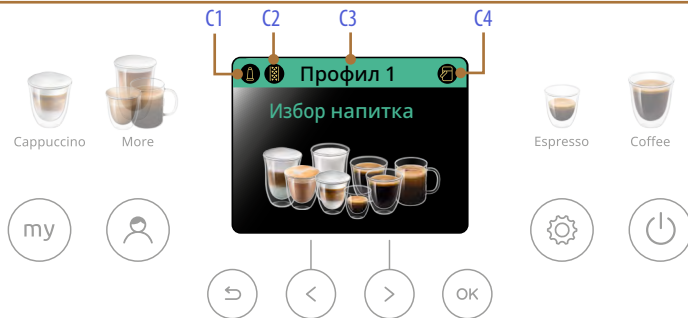 C1 C2 C3 C4
Профил 1
Избор напитка
Cappuccino More Espresso Coffee
my
OK